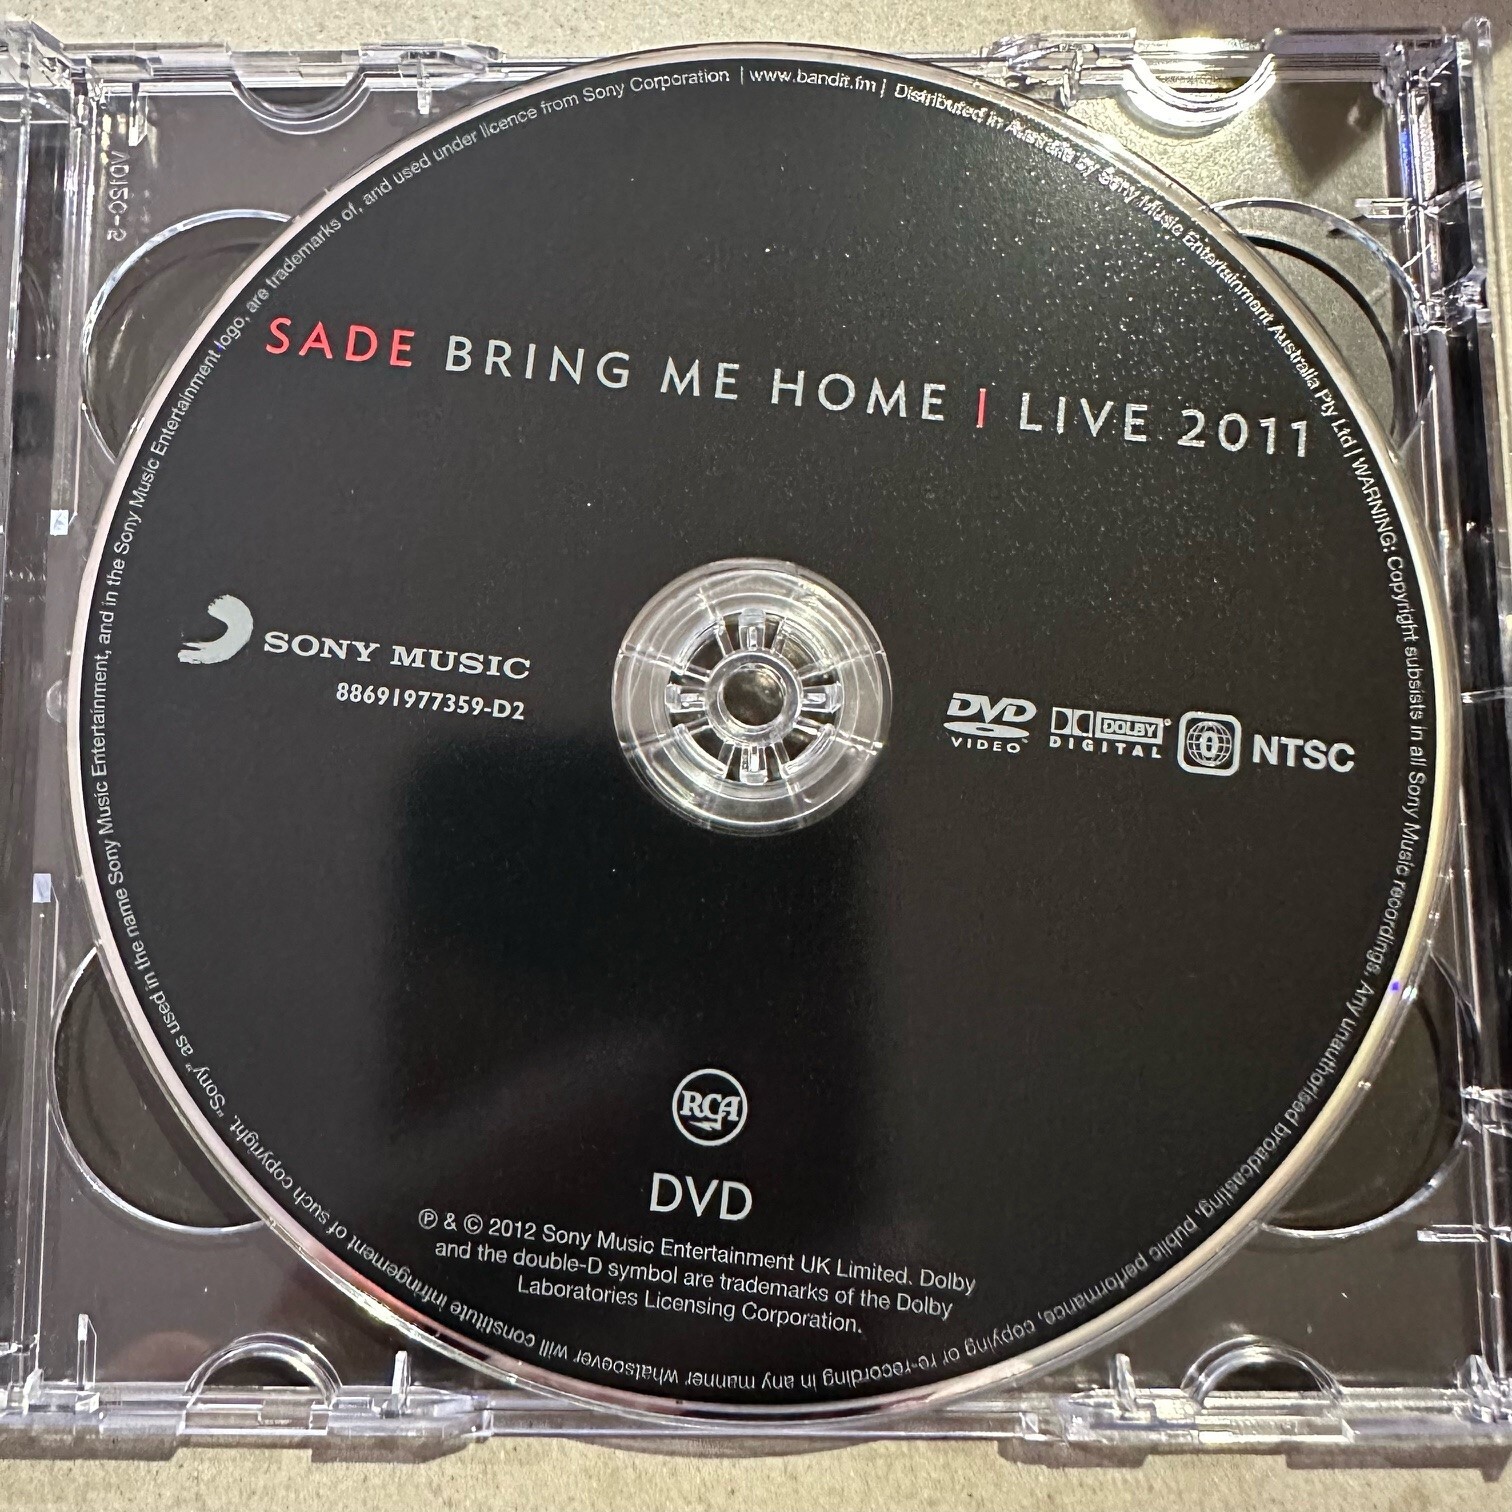 SADE BRING ME HOME | LIVE 2011
SONY MUSIC
88691977359-D2
DVD
VIDEO
DOLBY
DIGITAL
0
NTSC
RCA
DVD
℗ & © 2012 Sony Music Entertainment UK Limited. Dolby
and the double-D symbol are trademarks of the Dolby
Laboratories Licensing Corporation.
"Sony" as used in the name Sony Music Entertainment, and in the Sony Music Entertainment logo, are trademarks of, and used under licence from Sony Corporation | www.bandit.fm | Distributed in Australia by Sony Music Entertainment Australia Pty Ltd | WARNING: Copyright subsists in all Sony Music recordings. Any unauthorised broadcasting, public performance, copying or re-recording in any manner whatsoever will constitute infringement of such copyright.
VD120-S